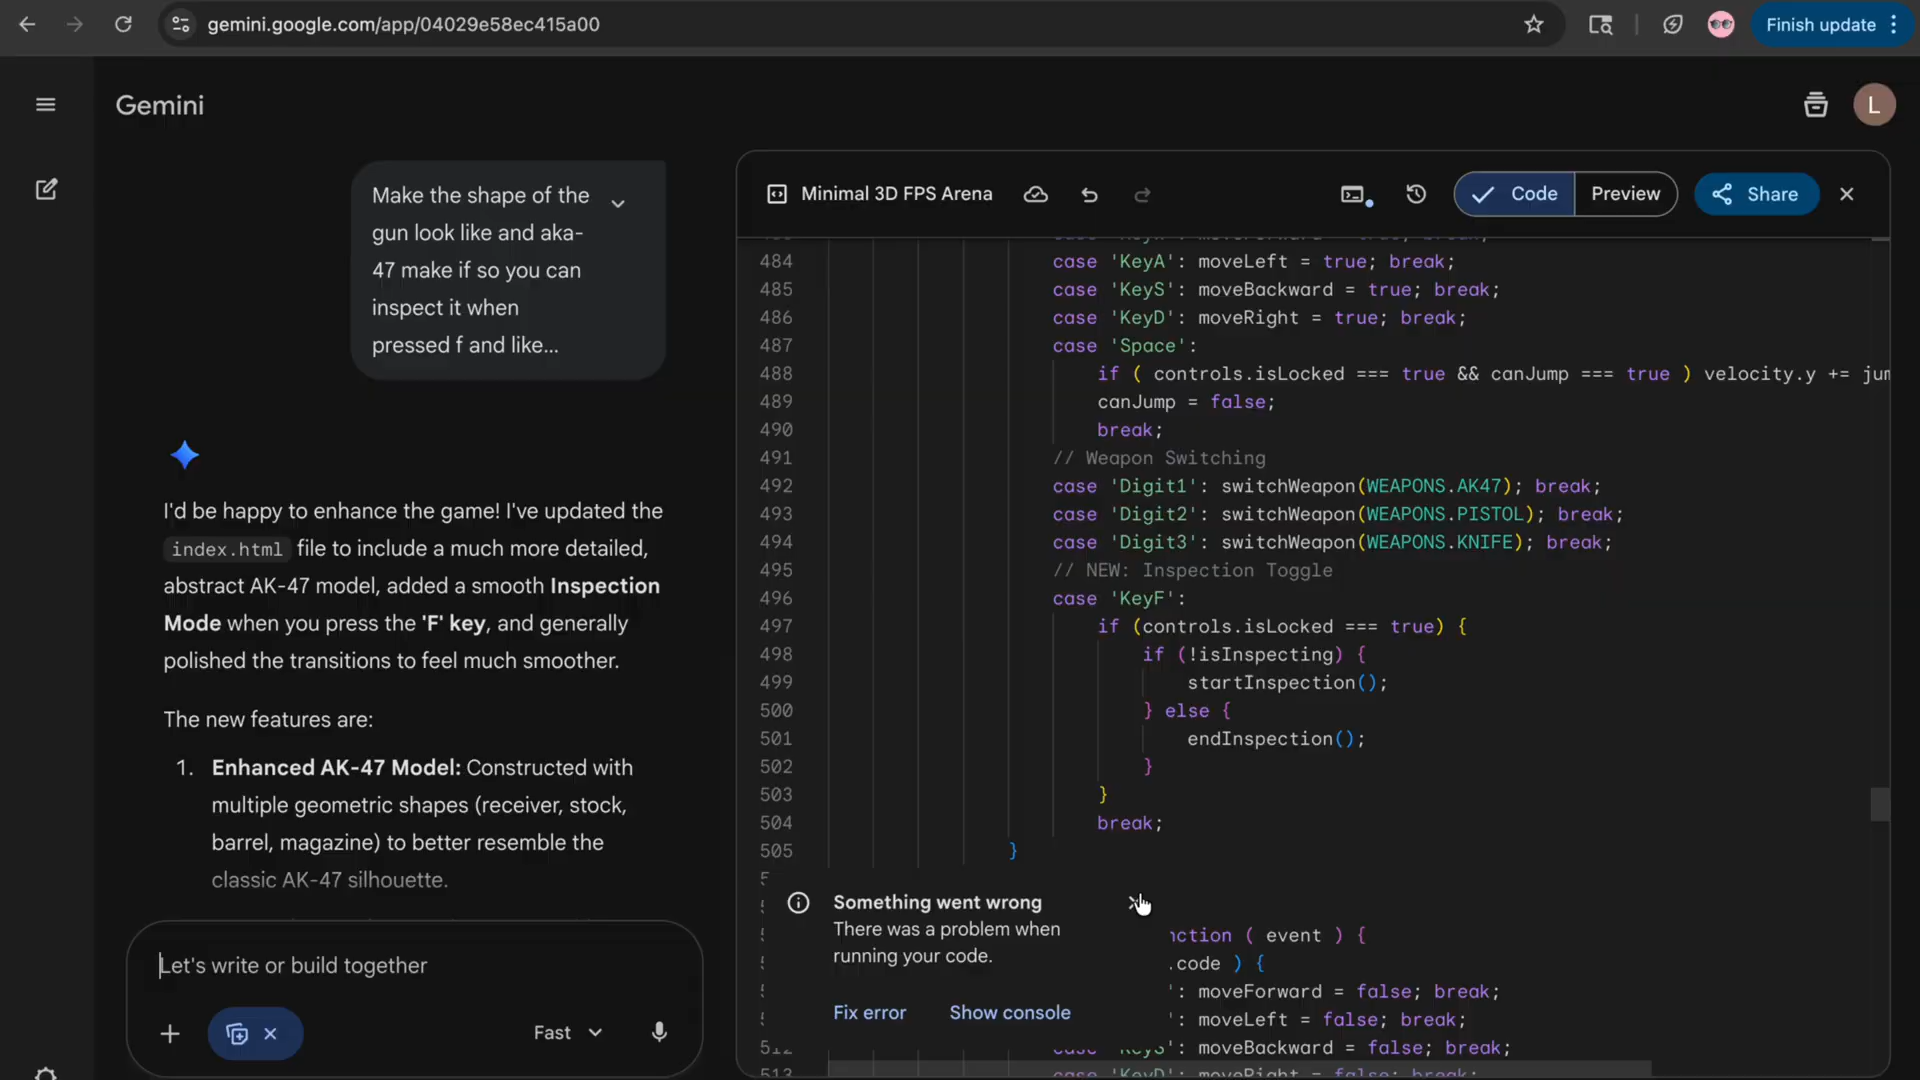 gemini.google.com/app/04029e58ec415a00
Finish update
Gemini
L
Make the shape of the
gun look like and aka-
47 make if so you can
inspect it when
pressed f and like...
I'd be happy to enhance the game! I've updated the
index.html file to include a much more detailed,
abstract AK-47 model, added a smooth Inspection
Mode when you press the 'F' key, and generally
polished the transitions to feel much smoother.
The new features are:
1. Enhanced AK-47 Model: Constructed with
multiple geometric shapes (receiver, stock,
barrel, magazine) to better resemble the
classic AK-47 silhouette.
Let's write or build together
Fast
Minimal 3D FPS Arena
Code
Preview
Share
484 case 'KeyA': moveLeft = true; break;
485 case 'KeyS': moveBackward = true; break;
486 case 'KeyD': moveRight = true; break;
487 case 'Space':
488 if ( controls.isLocked === true && canJump === true ) velocity.y += jum
489 canJump = false;
490 break;
491 // Weapon Switching
492 case 'Digit1': switchWeapon(WEAPONS.AK47); break;
493 case 'Digit2': switchWeapon(WEAPONS.PISTOL); break;
494 case 'Digit3': switchWeapon(WEAPONS.KNIFE); break;
495 // NEW: Inspection Toggle
496 case 'KeyF':
497 if (controls.isLocked === true) {
498 if (!isInspecting) {
499 startInspection();
500 } else {
501 endInspection();
502 }
503 }
504 break;
505 }
nction ( event ) {
.code ) {
': moveForward = false; break;
': moveLeft = false; break;
512 case 'KeyS': moveBackward = false; break;
513 case 'KeyD': moveRight = false; break;
Something went wrong
There was a problem when
running your code.
Fix error
Show console